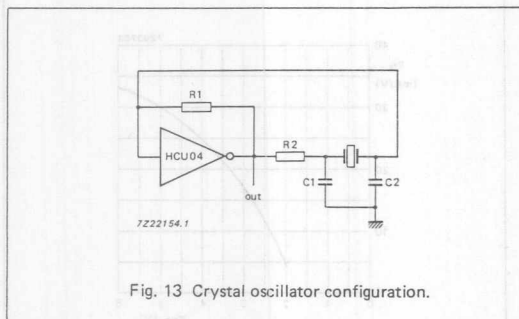 R1
HCU04
R2
C1
C2
out
7Z22154.1
Fig. 13 Crystal oscillator configuration.